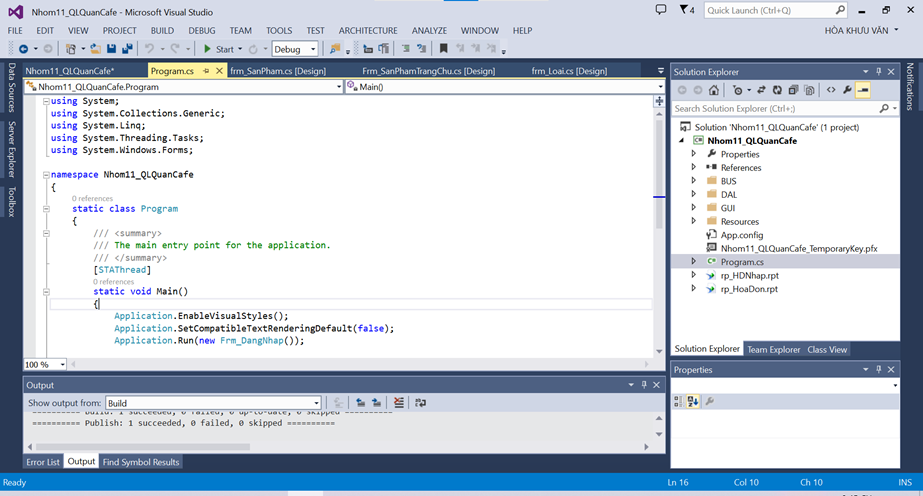 Nhom11_QLQuanCafe - Microsoft Visual Studio
4
Quick Launch (Ctrl+Q)
FILE EDIT VIEW PROJECT BUILD DEBUG TEAM TOOLS TEST ARCHITECTURE ANALYZE WINDOW HELP
HÒA KHƯU VĂN
Start
Debug
Data Sources
Server Explorer
Toolbox
Nhom11_QLQuanCafe*
Program.cs
frm_SanPham.cs [Design]
Frm_SanPhamTrangChu.cs [Design]
frm_Loai.cs [Design]
Nhom11_QLQuanCafe.Program
Main()
using System;
using System.Collections.Generic;
using System.Linq;
using System.Threading.Tasks;
using System.Windows.Forms;
namespace Nhom11_QLQuanCafe
{
0 references
static class Program
{
/// <summary>
/// The main entry point for the application.
/// </summary>
[STAThread]
0 references
static void Main()
{
Application.EnableVisualStyles();
Application.SetCompatibleTextRenderingDefault(false);
Application.Run(new Frm_DangNhap());
100 %
Output
Show output from: Build
========== Build: 1 succeeded, 0 failed, 0 up-to-date, 0 skipped ==========
========== Publish: 1 succeeded, 0 failed, 0 skipped ==========
Error List Output Find Symbol Results
Solution Explorer
Search Solution Explorer (Ctrl+;)
Solution 'Nhom11_QLQuanCafe' (1 project)
Nhom11_QLQuanCafe
Properties
References
BUS
DAL
GUI
Resources
App.config
Nhom11_QLQuanCafe_TemporaryKey.pfx
Program.cs
rp_HDNhap.rpt
rp_HoaDon.rpt
Solution Explorer Team Explorer Class View
Properties
Notifications
Ready
Ln 16
Col 10
Ch 10
INS